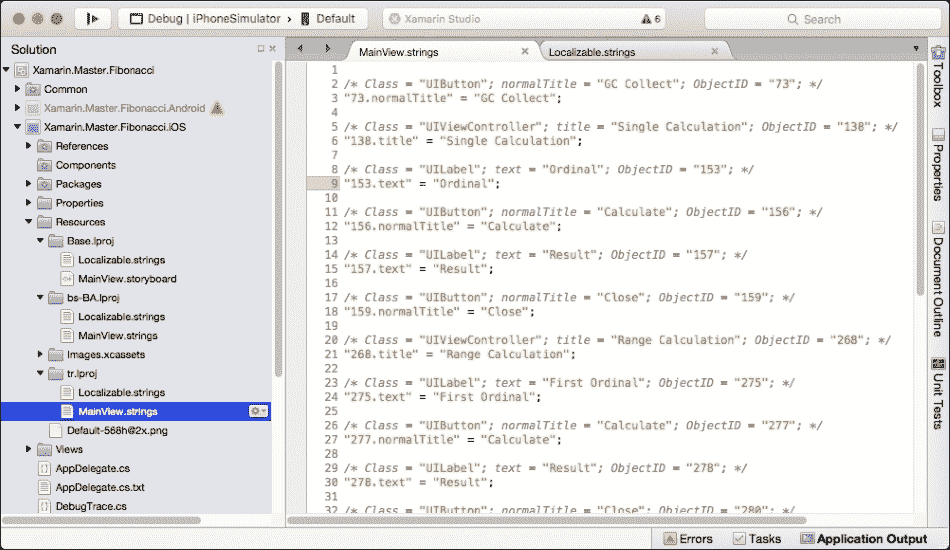 Debug | iPhoneSimulator > Default
Xamarin Studio
6
Search
Solution
MainView.strings
Localizable.strings
Xamarin.Master.Fibonacci
Common
Xamarin.Master.Fibonacci.Android
Xamarin.Master.Fibonacci.iOS
References
Components
Packages
Properties
Resources
Base.lproj
Localizable.strings
MainView.storyboard
bs-BA.lproj
Localizable.strings
MainView.strings
Images.xcassets
tr.lproj
Localizable.strings
MainView.strings
Default-568h@2x.png
Views
AppDelegate.cs
AppDelegate.cs.txt
DebugTrace.cs
1
2 /* Class = "UIButton"; normalTitle = "GC Collect"; ObjectID = "73"; */
3 "73.normalTitle" = "GC Collect";
4
5 /* Class = "UIViewController"; title = "Single Calculation"; ObjectID = "138"; */
6 "138.title" = "Single Calculation";
7
8 /* Class = "UILabel"; text = "Ordinal"; ObjectID = "153"; */
9 "153.text" = "Ordinal";
10
11 /* Class = "UIButton"; normalTitle = "Calculate"; ObjectID = "156"; */
12 "156.normalTitle" = "Calculate";
13
14 /* Class = "UILabel"; text = "Result"; ObjectID = "157"; */
15 "157.text" = "Result";
16
17 /* Class = "UIButton"; normalTitle = "Close"; ObjectID = "159"; */
18 "159.normalTitle" = "Close";
19
20 /* Class = "UIViewController"; title = "Range Calculation"; ObjectID = "268"; */
21 "268.title" = "Range Calculation";
22
23 /* Class = "UILabel"; text = "First Ordinal"; ObjectID = "275"; */
24 "275.text" = "First Ordinal";
25
26 /* Class = "UIButton"; normalTitle = "Calculate"; ObjectID = "277"; */
27 "277.normalTitle" = "Calculate";
28
29 /* Class = "UILabel"; text = "Result"; ObjectID = "278"; */
30 "278.text" = "Result";
31
32 /* Class = "UIButton"; normalTitle = "Close"; ObjectID = "280"; */
Toolbox
Properties
Document Outline
Unit Tests
Errors
Tasks
Application Output